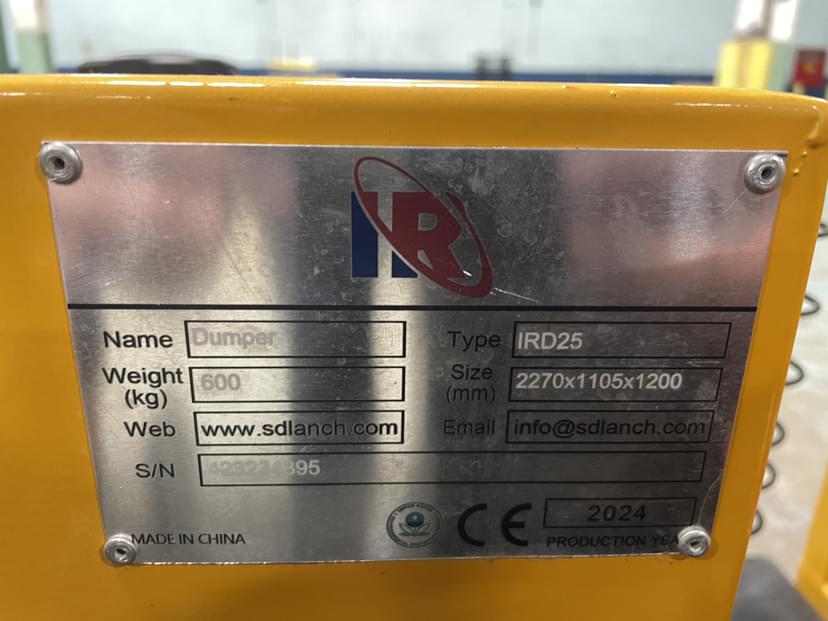 IR
Name Dumper Type IRD25
Weight (kg) 600 Size (mm) 2270x1105x1200
Web www.sdlanch.com Email info@sdlanch.com
S/N
MADE IN CHINA CE 2024
PRODUCTION